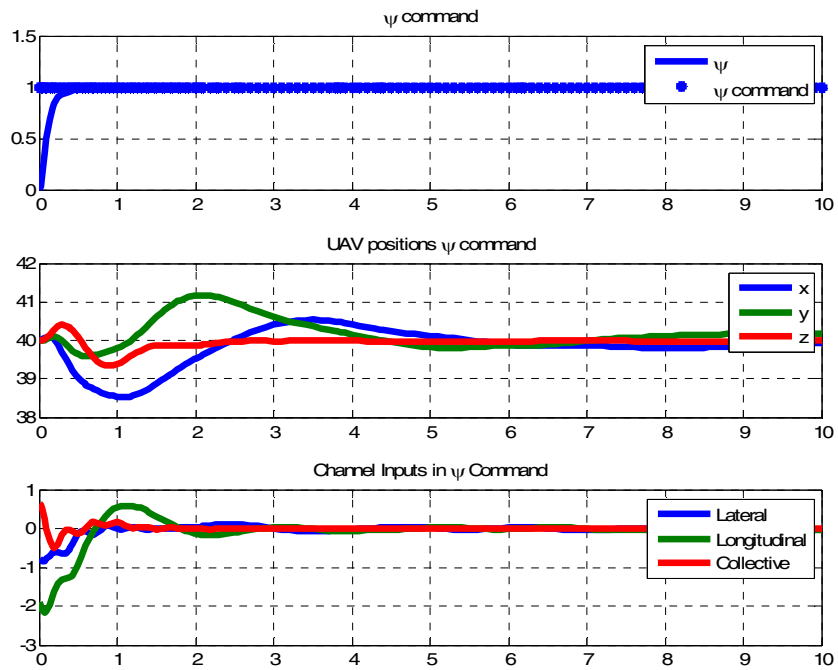 ψ command
1.5
1
0.5
0
0 1 2 3 4 5 6 7 8 9 10
ψ
ψ command
UAV positions ψ command
42
41
40
39
38
0 1 2 3 4 5 6 7 8 9 10
x
y
z
Channel Inputs in ψ Command
1
0
-1
-2
-3
0 1 2 3 4 5 6 7 8 9 10
Lateral
Longitudinal
Collective